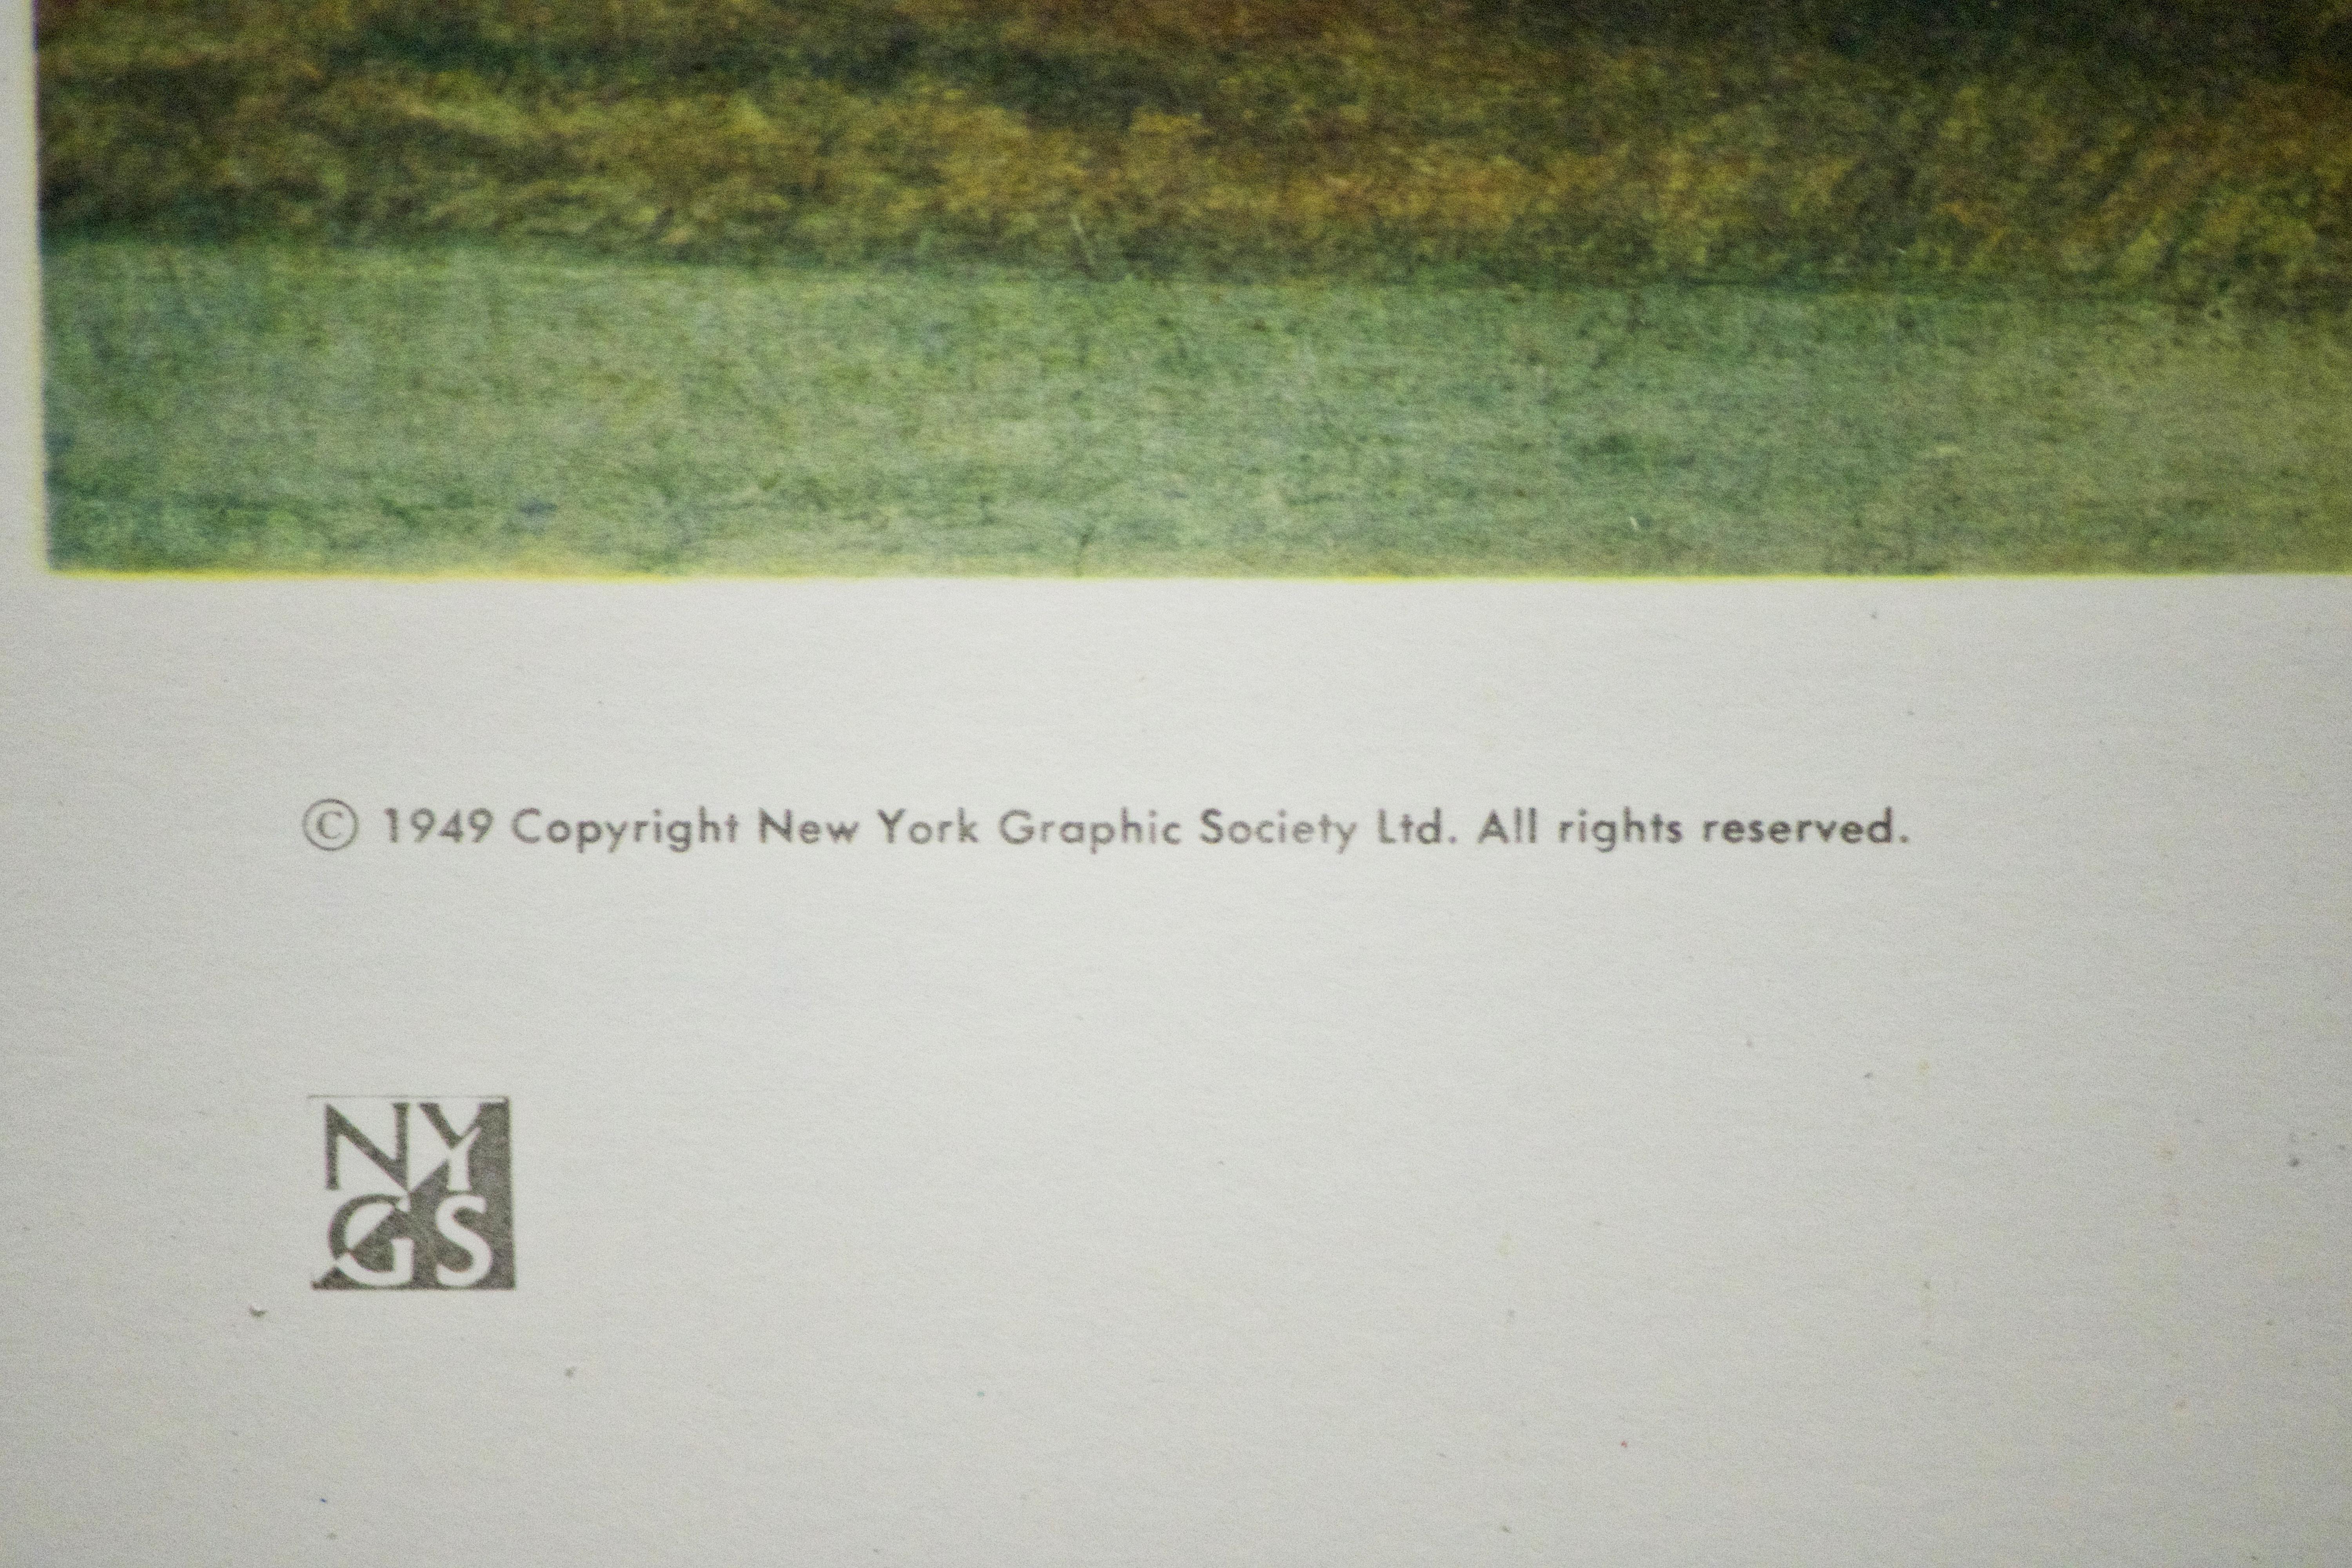 © 1949 Copyright New York Graphic Society Ltd. All rights reserved.
NY
GS